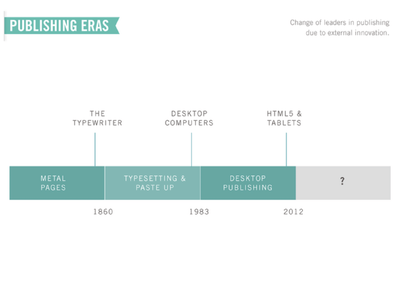 PUBLISHING ERAS
Change of leaders in publishing
due to external innovation.
THE
TYPEWRITER
DESKTOP
COMPUTERS
HTML5 &
TABLETS
METAL
PAGES
TYPESETTING &
PASTE UP
DESKTOP
PUBLISHING
?
1860
1983
2012